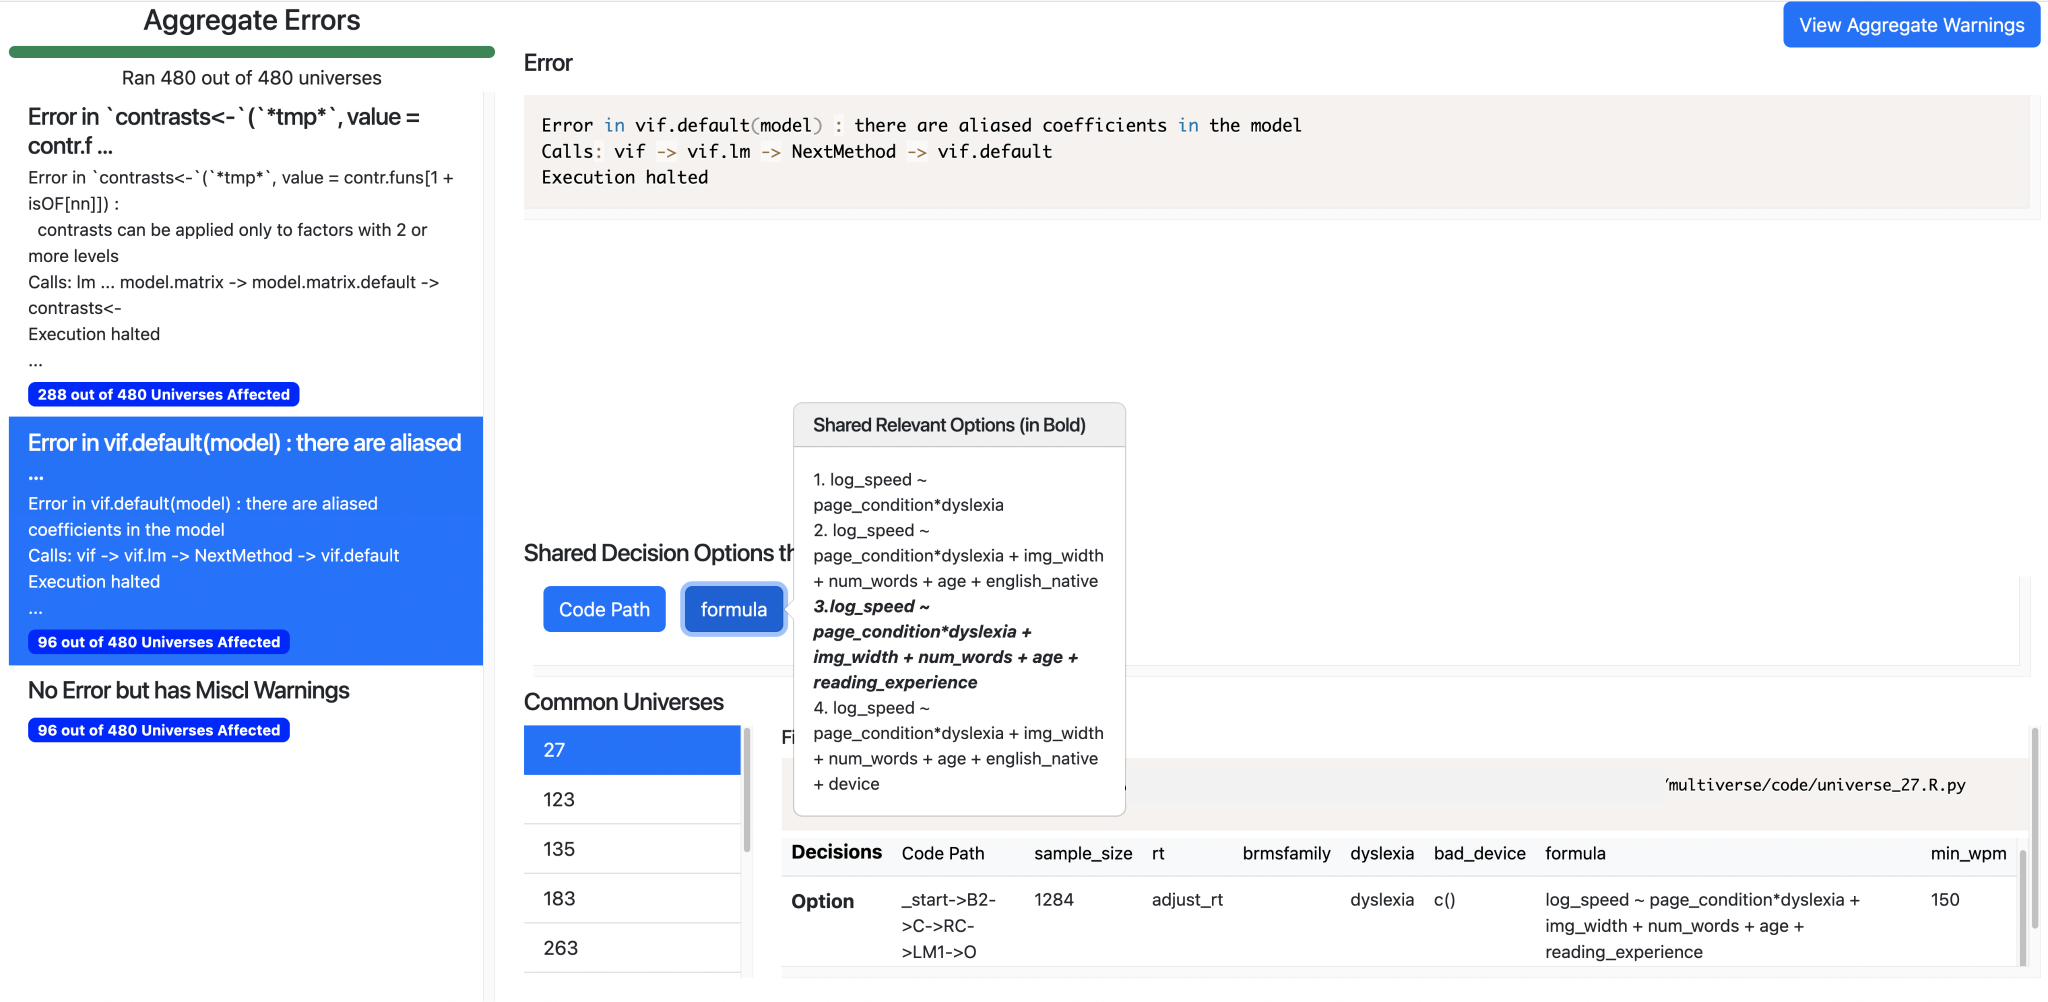 Aggregate Errors
Ran 480 out of 480 universes
Error in `contrasts<-`(`*tmp*`, value =
contr.f ...
Error in `contrasts<-`(`*tmp*`, value = contr.funs[1 +
isOF[nn]]) :
contrasts can be applied only to factors with 2 or
more levels
Calls: lm ... model.matrix -> model.matrix.default ->
contrasts<-
Execution halted
...
288 out of 480 Universes Affected
Error in vif.default(model) : there are aliased
...
Error in vif.default(model) : there are aliased
coefficients in the model
Calls: vif -> vif.lm -> NextMethod -> vif.default
Execution halted
...
96 out of 480 Universes Affected
No Error but has Miscl Warnings
96 out of 480 Universes Affected
View Aggregate Warnings
Error
Error in vif.default(model) : there are aliased coefficients in the model
Calls: vif -> vif.lm -> NextMethod -> vif.default
Execution halted
Shared Decision Options
Code Path
formula
Shared Relevant Options (in Bold)
1. log_speed ~
page_condition*dyslexia
2. log_speed ~
page_condition*dyslexia + img_width
+ num_words + age + english_native
3.log_speed ~
page_condition*dyslexia +
img_width + num_words + age +
reading_experience
4. log_speed ~
page_condition*dyslexia + img_width
+ num_words + age + english_native
+ device
Common Universes
27
123
135
183
263
/multiverse/code/universe_27.R.py
Decisions Code Path sample_size rt brmsfamily dyslexia bad_device formula min_wpm
Option _start->B2- 1284 adjust_rt dyslexia c() log_speed ~ page_condition*dyslexia + 150
>C->RC- img_width + num_words + age +
>LM1->O reading_experience